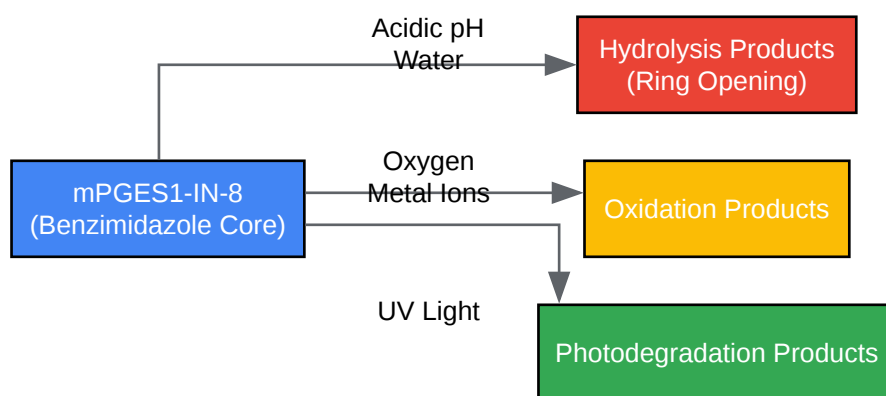 Acidic pH
Water
Hydrolysis Products
(Ring Opening)
mPGES1-IN-8
(Benzimidazole Core)
Oxygen
Metal Ions
Oxidation Products
UV Light
Photodegradation Products